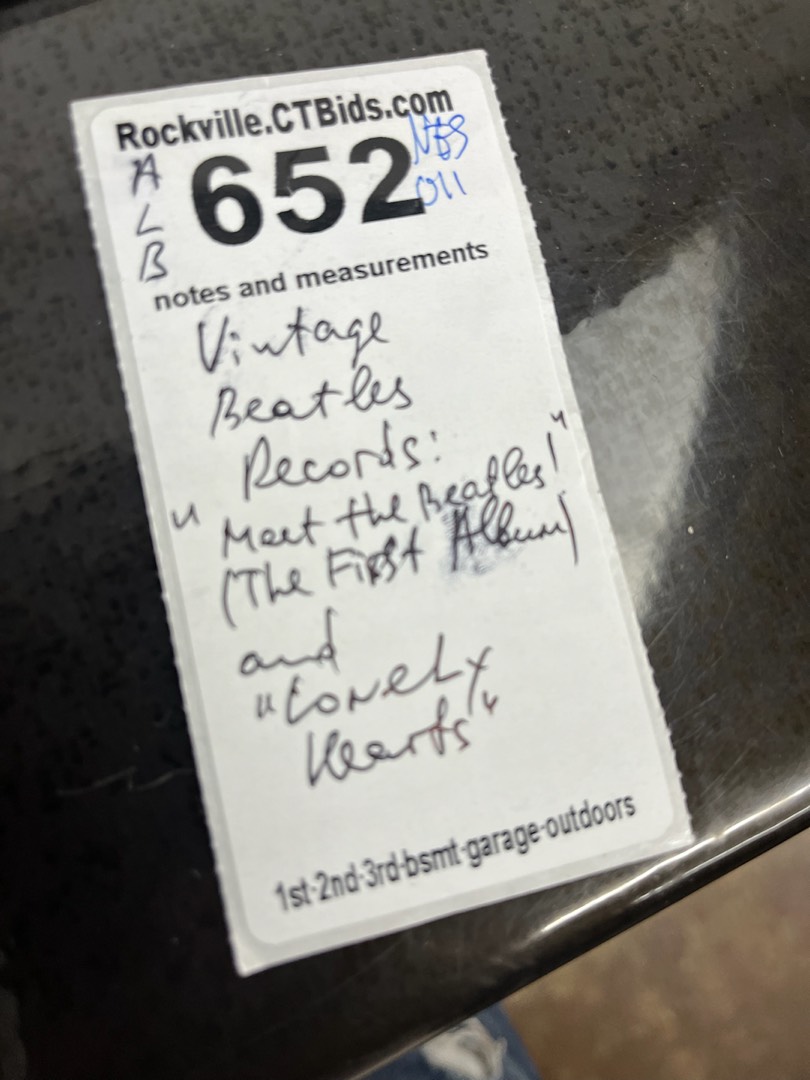 Rockville.CTBids.com
A
L
B
652
011
notes and measurements
Vintage
Beatles
Records:
"Meet the Beatles!"
(The First Album)
and
"Lonely
Hearts"
1st-2nd-3rd-bsmt-garage-outdoors